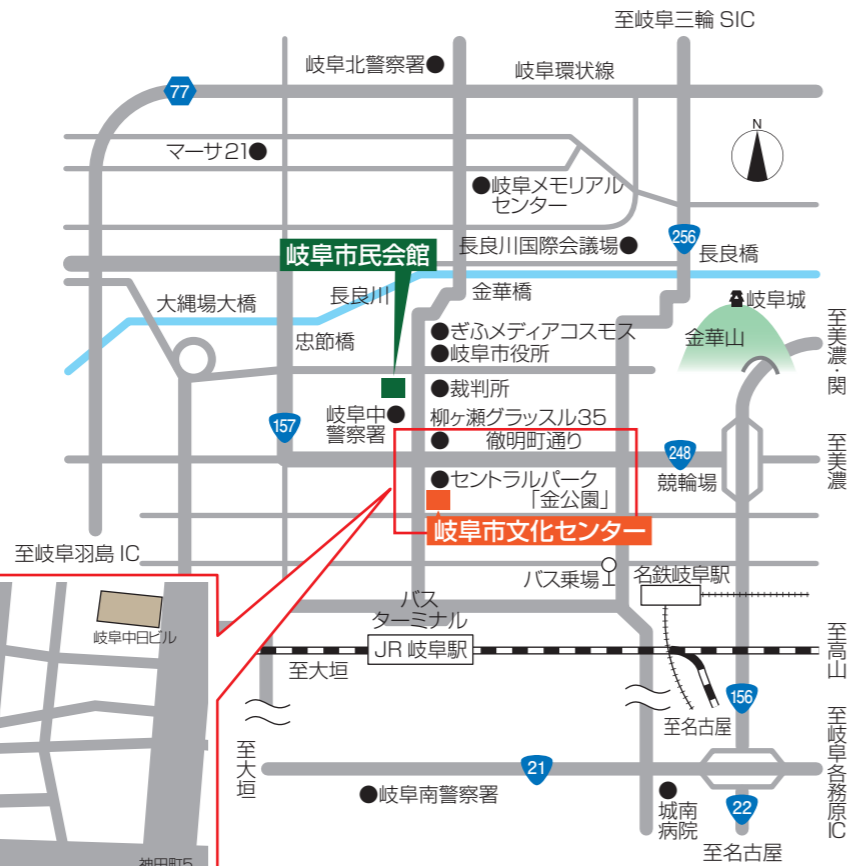 至岐阜三輪 SIC
岐阜北警察署
岐阜環状線
77
マーサ21
N
岐阜メモリアル
センター
256
岐阜市民会館
長良川国際会議場
長良橋
長良川
金華橋
大縄場大橋
岐阜城
忠節橋
ぎふメディアコスモス
金華山
岐阜市役所
至美濃・関
裁判所
岐阜中
警察署
柳ヶ瀬グラッスル35
157
徹明町通り
248
至美濃
セントラルパーク
「金公園」
競輪場
岐阜市文化センター
至岐阜羽島 IC
バス乗場
名鉄岐阜駅
バス
ターミナル
岐阜中日ビル
JR 岐阜駅
至高山
至大垣
156
至名古屋
至大垣
至岐阜各務原IC
21
岐阜南警察署
城南
病院
22
至名古屋
神田町5